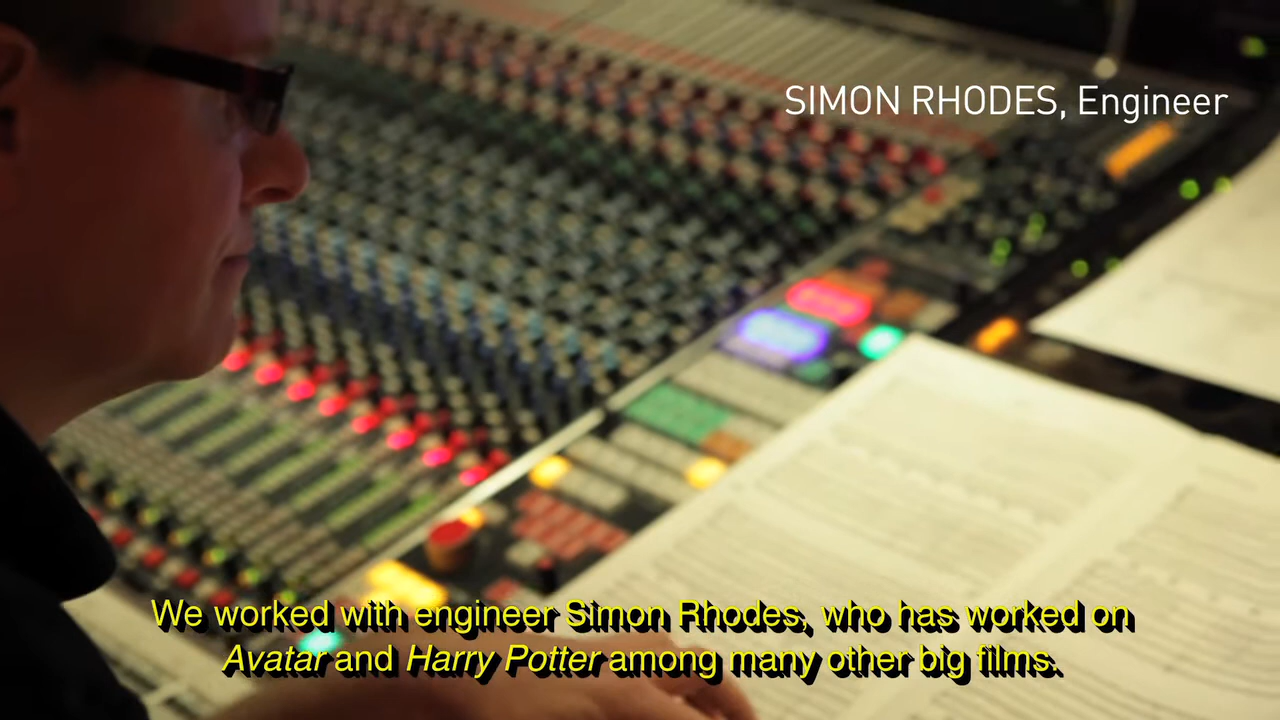 SIMON RHODES, Engineer
We worked with engineer Simon Rhodes, who has worked on
Avatar and Harry Potter among many other big films.